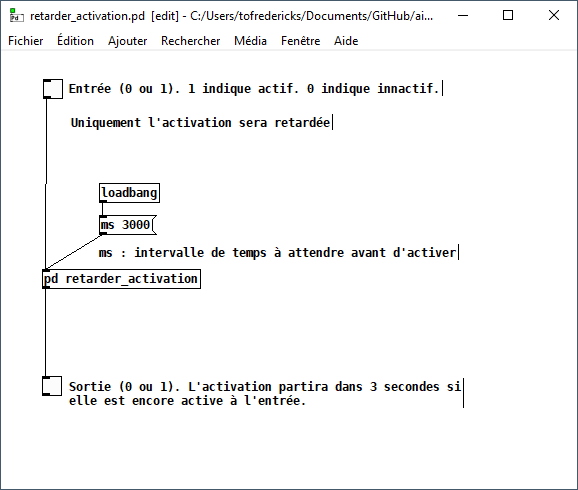 retarder_activation.pd [edit] - C:/Users/tofredericks/Documents/GitHub/ai...
Fichier Édition Ajouter Rechercher Média Fenêtre Aide
Entrée (0 ou 1). 1 indique actif. 0 indique innactif.
Uniquement l'activation sera retardée
loadbang
ms 3000
ms : intervalle de temps à attendre avant d'activer
pd retarder_activation
Sortie (0 ou 1). L'activation partira dans 3 secondes si
elle est encore active à l'entrée.